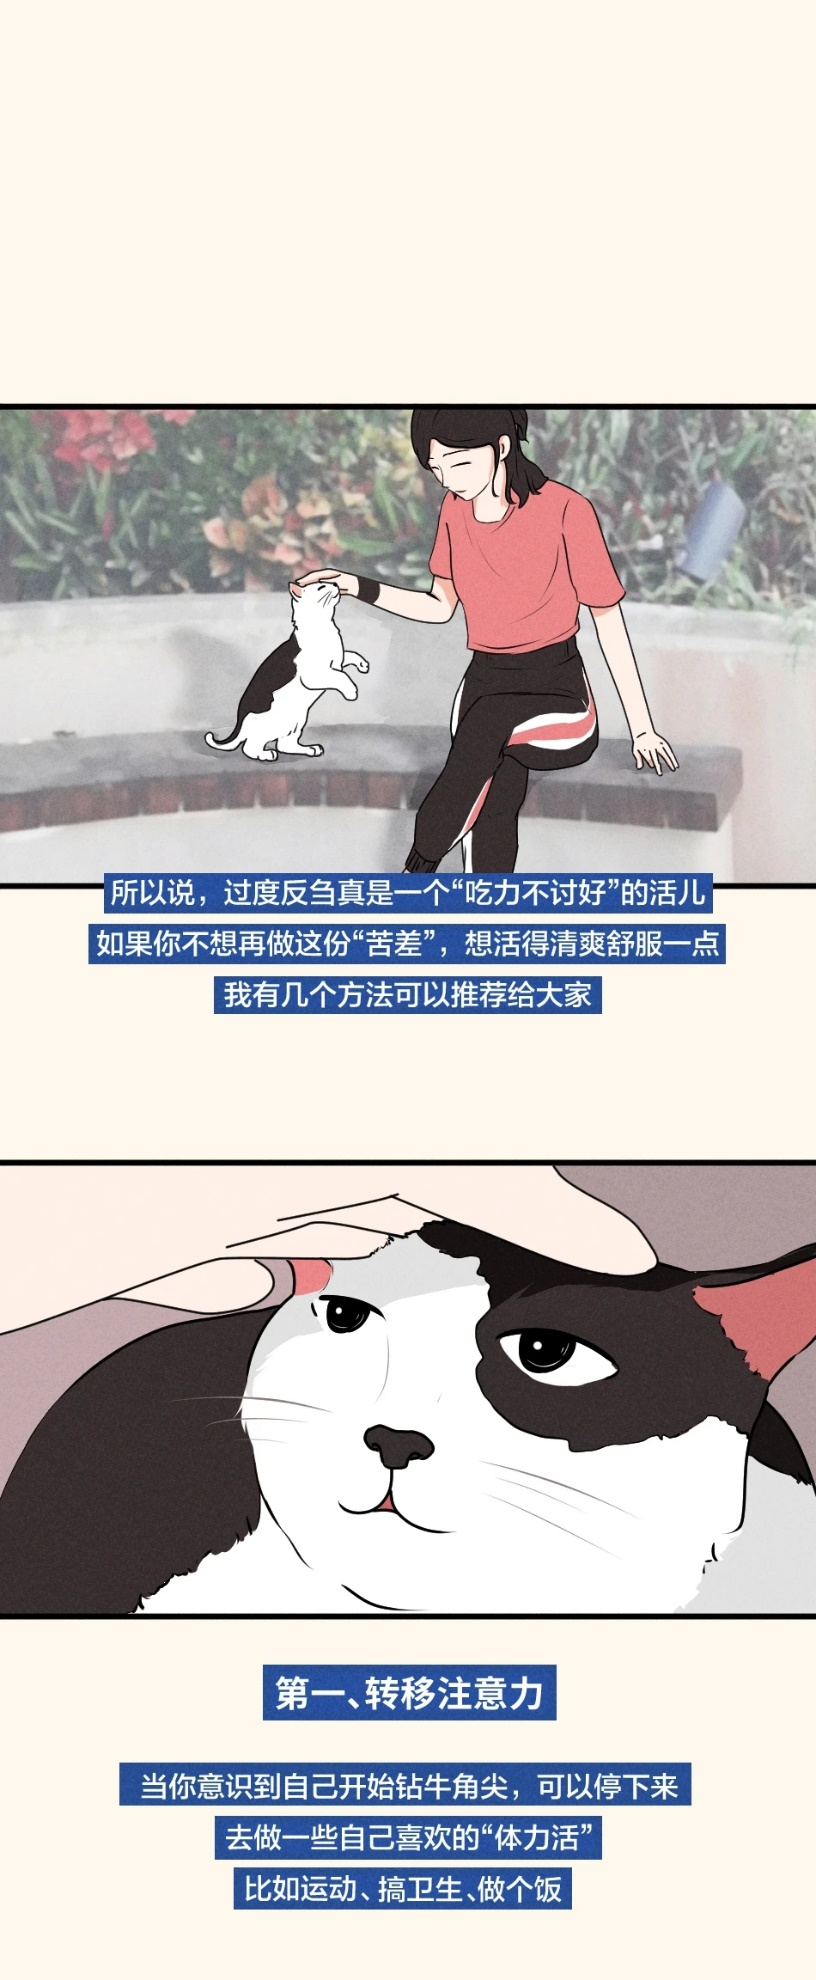 所以说，过度反刍真是一个“吃力不讨好”的活儿
如果你不想再做这份“苦差”，想活得清爽舒服一点
我有几个方法可以推荐给大家
第一、转移注意力
当你意识到自己开始钻牛角尖，可以停下来
去做一些自己喜欢的“体力活”
比如运动、搞卫生、做个饭